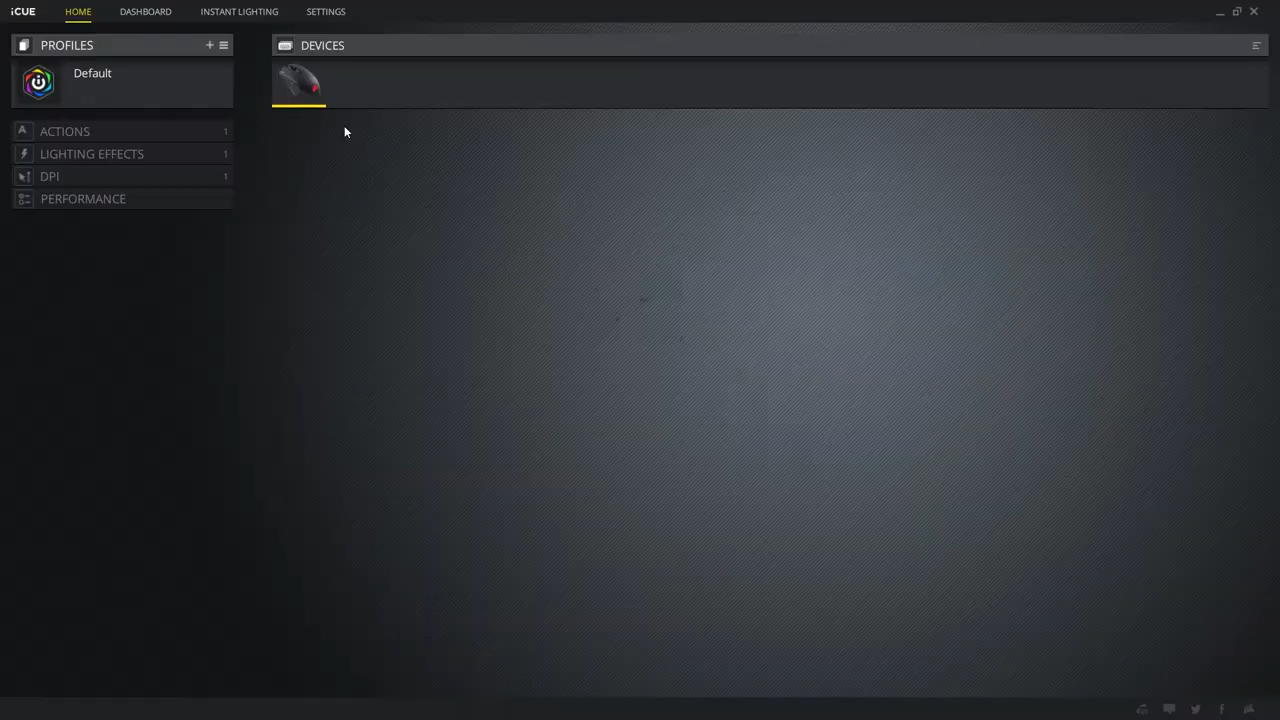 iCUE HOME DASHBOARD INSTANT LIGHTING SETTINGS
PROFILES
DEVICES
Default
ACTIONS 1
LIGHTING EFFECTS 1
DPI 1
PERFORMANCE